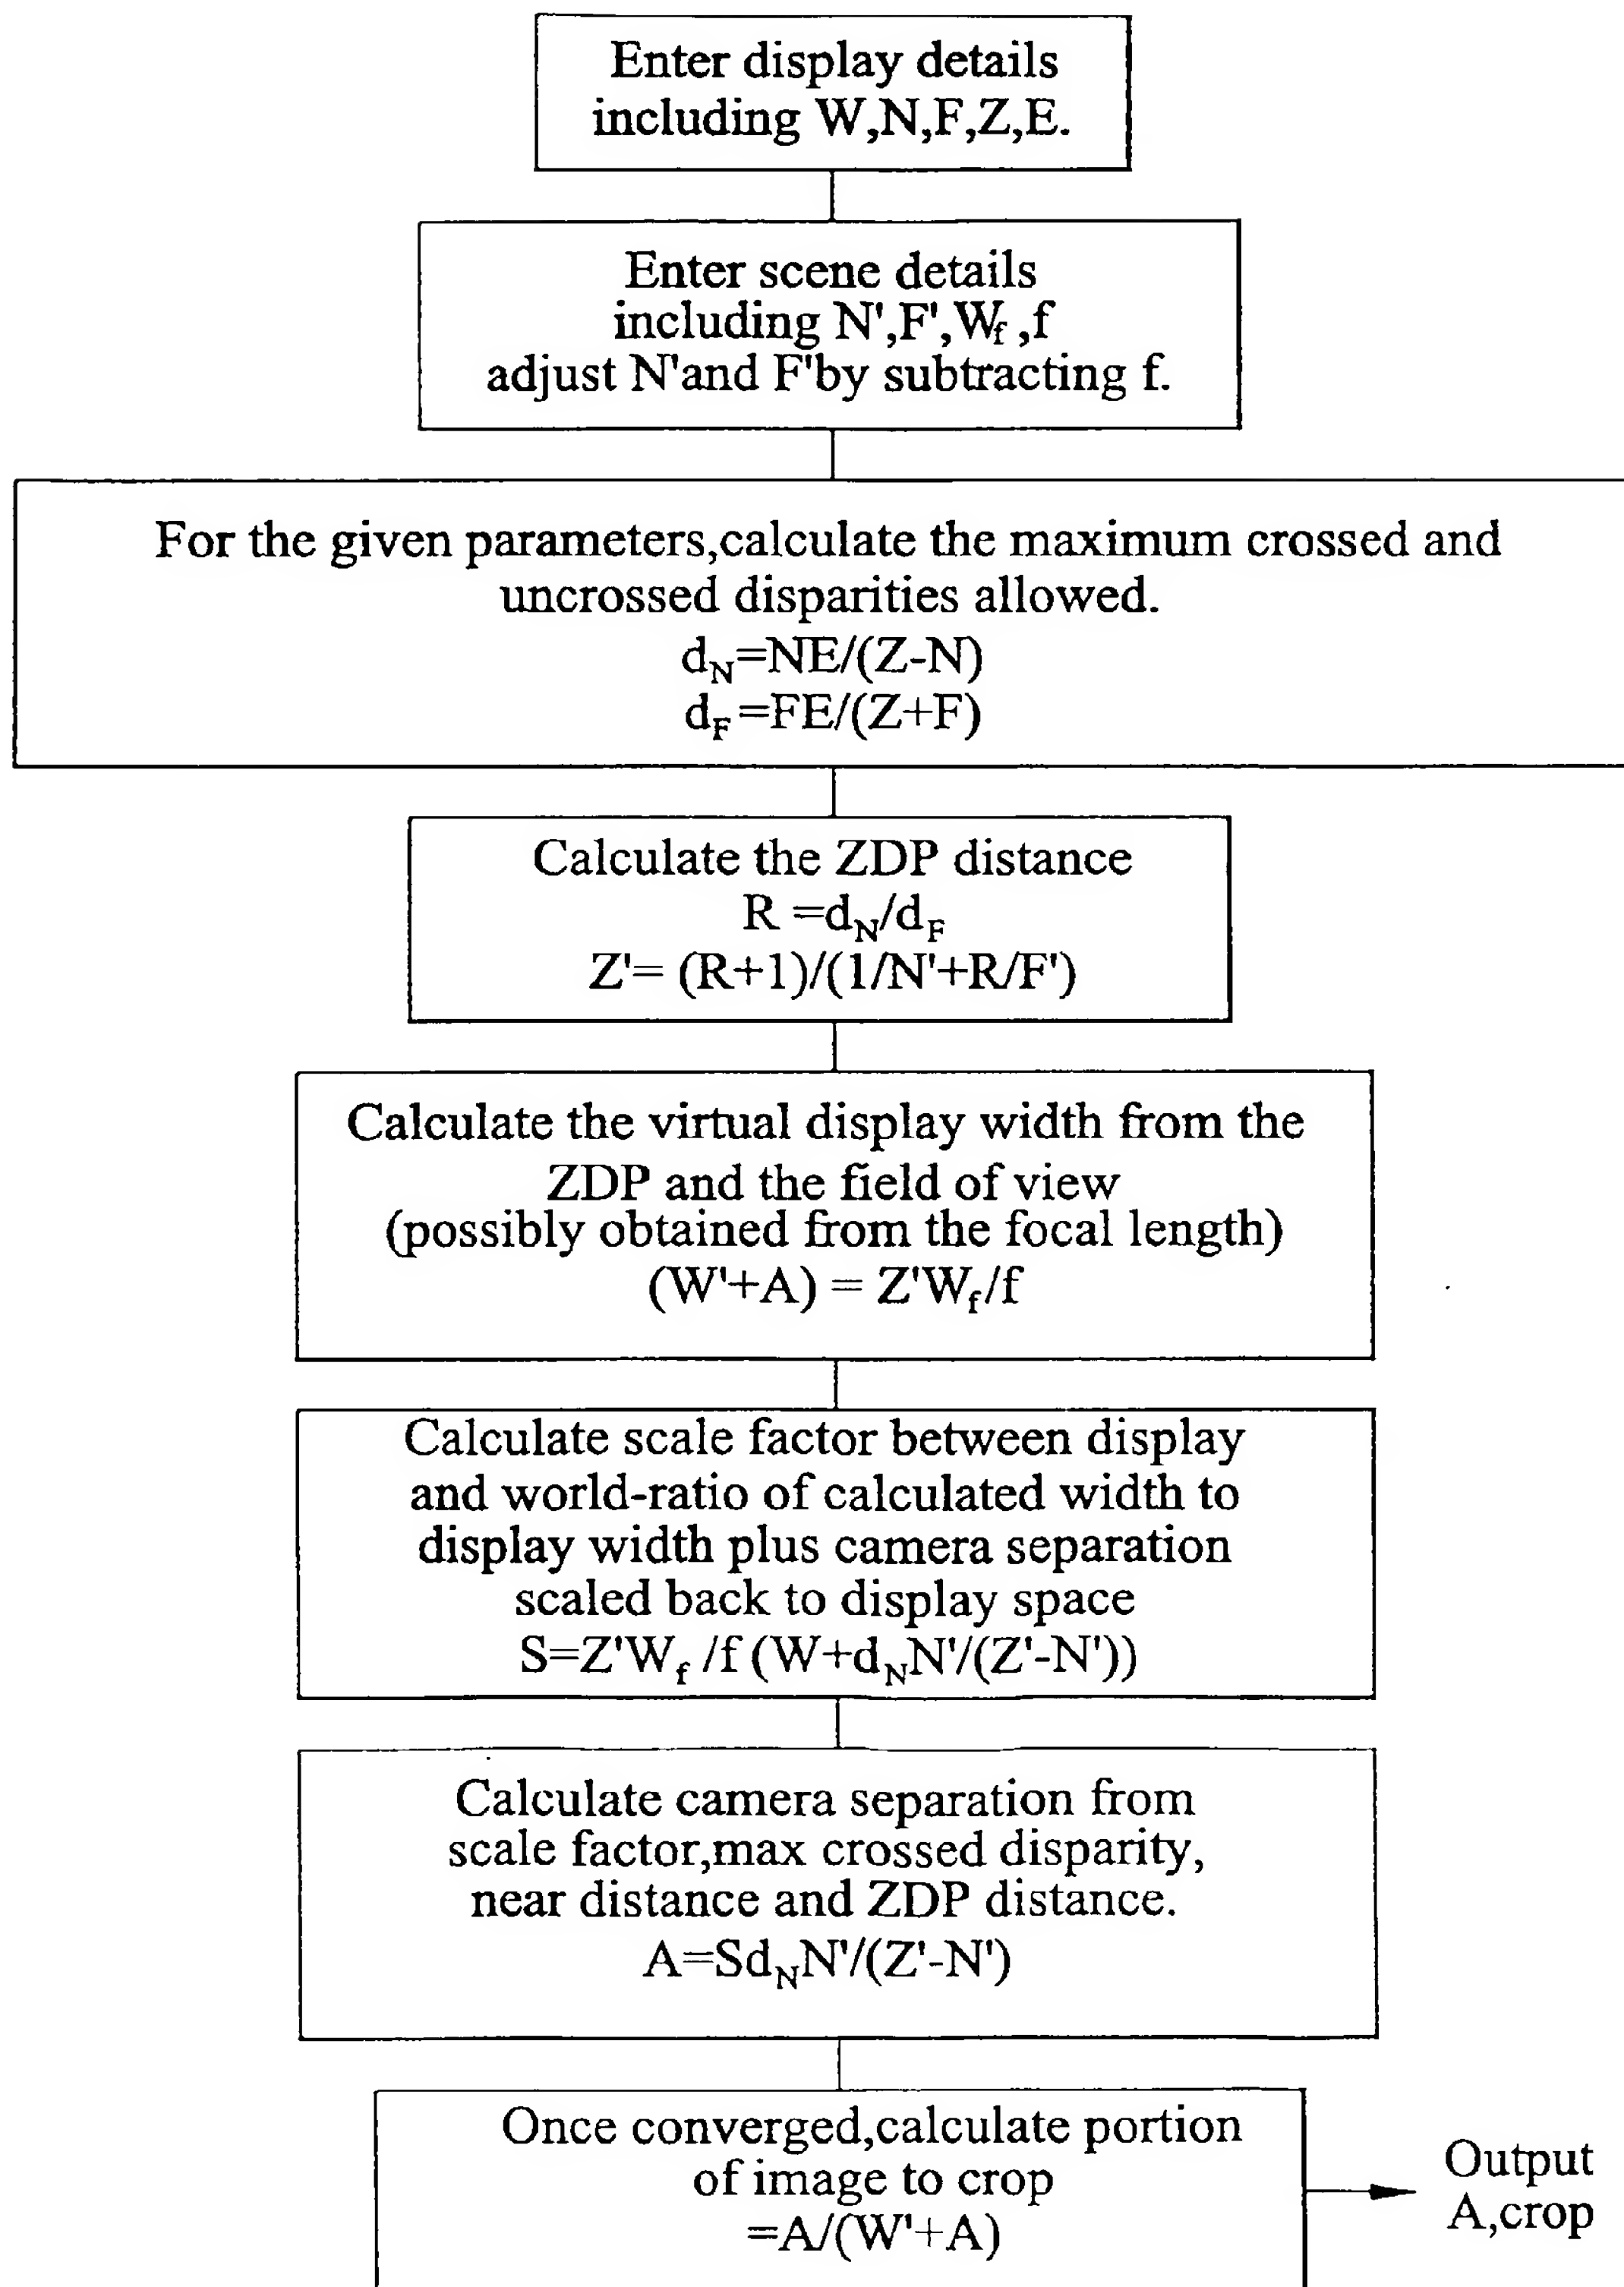 Enter display details
including W,N,F,Z,E.
Enter scene details
including N',F',Wf ,f
adjust N'and F'by subtracting f.
For the given parameters,calculate the maximum crossed and
uncrossed disparities allowed.
dN=NE/(Z-N)
dF=FE/(Z+F)
Calculate the ZDP distance
R =dN/dF
Z'= (R+1)/(1/N'+R/F')
Calculate the virtual display width from the
ZDP and the field of view
(possibly obtained from the focal length)
(W'+A) = Z'Wf/f
Calculate scale factor between display
and world-ratio of calculated width to
display width plus camera separation
scaled back to display space
S=Z'Wf /f (W+dNN'/(Z'-N'))
Calculate camera separation from
scale factor,max crossed disparity,
near distance and ZDP distance.
A=SdNN'/(Z'-N')
Once converged,calculate portion
of image to crop
=A/(W'+A)
Output
A,crop